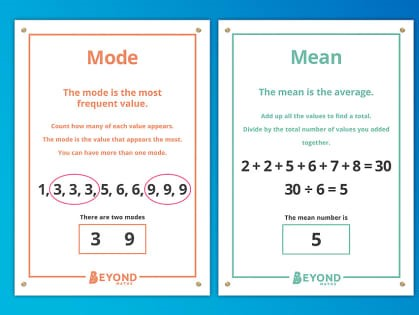 Mode
The mode is the most
frequent value.
Count how many of each value appears.
The mode is the value that appears the most.
You can have more than one mode.
1, 3, 3, 3, 5, 6, 6, 9, 9, 9
There are two modes
3 9
BEYOND
MATHS
Mean
The mean is the average.
Add up all the values to find a total.
Divide by the total number of values you added
together.
2 + 2 + 5 + 6 + 7 + 8 = 30
30 ÷ 6 = 5
The mean number is
5
BEYOND
MATHS